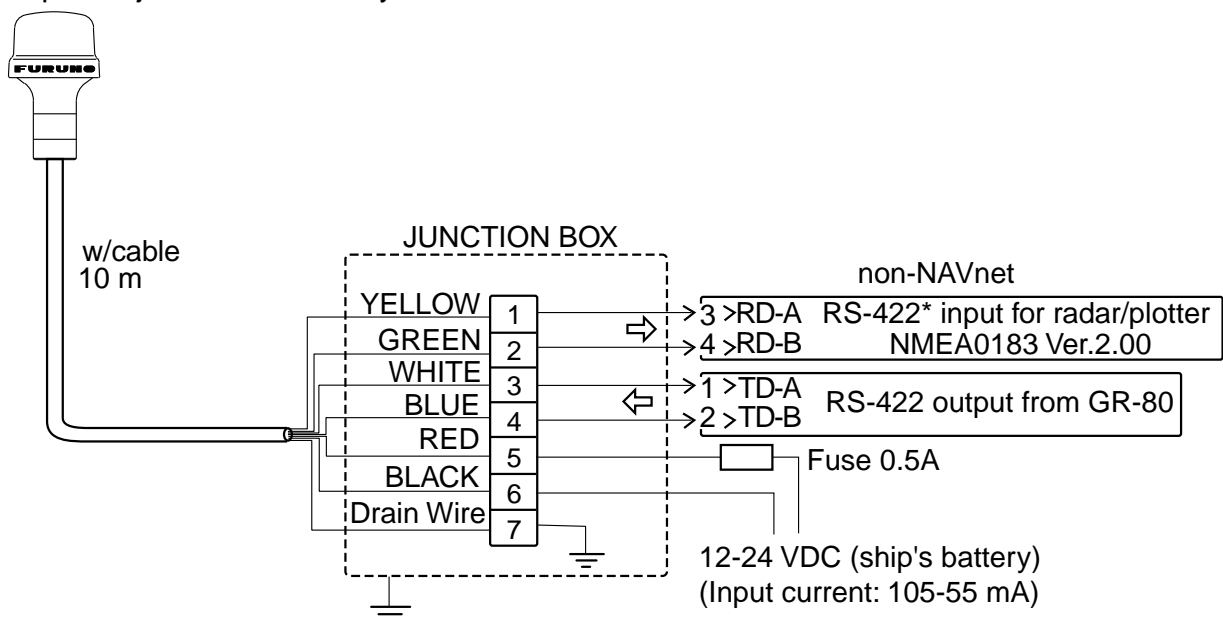 FURUNO
w/cable
10 m
JUNCTION BOX
YELLOW 1
GREEN 2
WHITE 3
BLUE 4
RED 5
BLACK 6
Drain Wire 7
non-NAVnet
3 >RD-A RS-422* input for radar/plotter
4 >RD-B NMEA0183 Ver.2.00
1 >TD-A RS-422 output from GR-80
2 >TD-B
Fuse 0.5A
12-24 VDC (ship's battery)
(Input current: 105-55 mA)